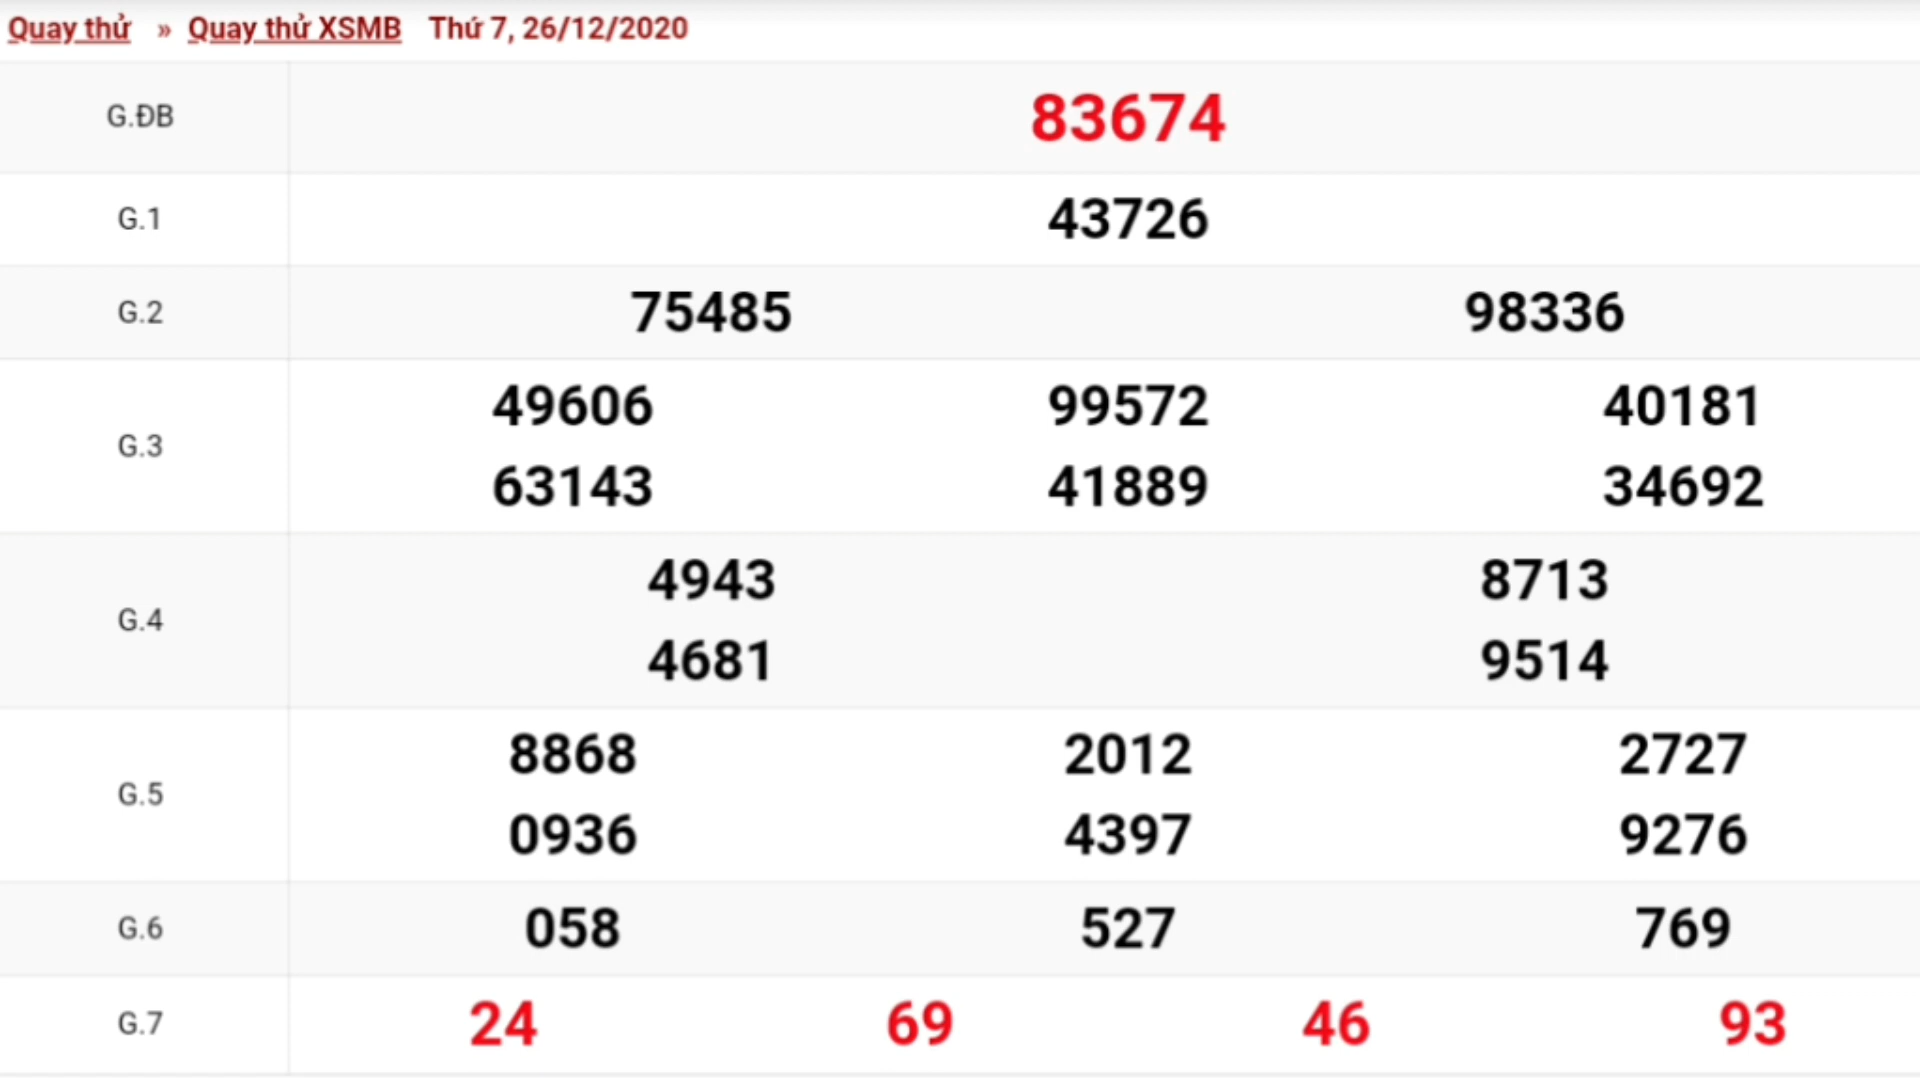 Quay thử » Quay thử XSMB Thứ 7, 26/12/2020
G.ĐB 83674
G.1 43726
G.2 75485 98336
G.3 49606 99572 40181
63143 41889 34692
G.4 4943 8713
4681 9514
G.5 8868 2012 2727
0936 4397 9276
G.6 058 527 769
G.7 24 69 46 93